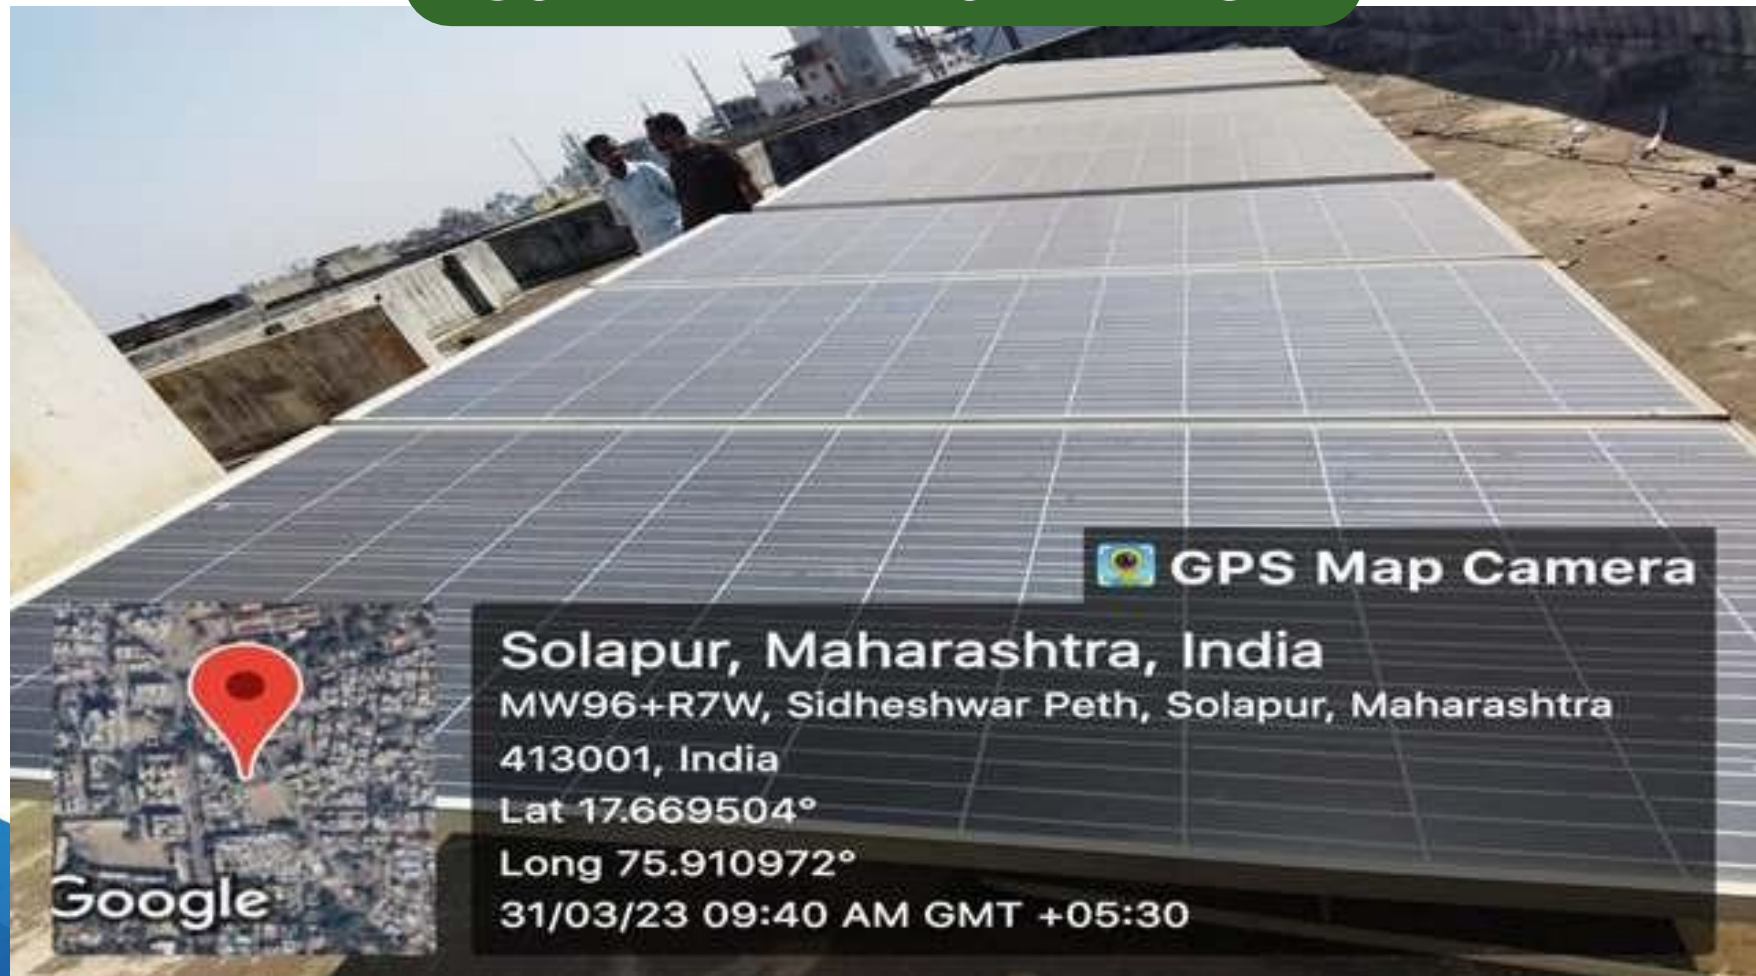 GPS Map Camera
Solapur, Maharashtra, India
MW96+R7W, Sidheshwar Peth, Solapur, Maharashtra
413001, India
Lat 17.669504°
Long 75.910972°
31/03/23 09:40 AM GMT +05:30
Google